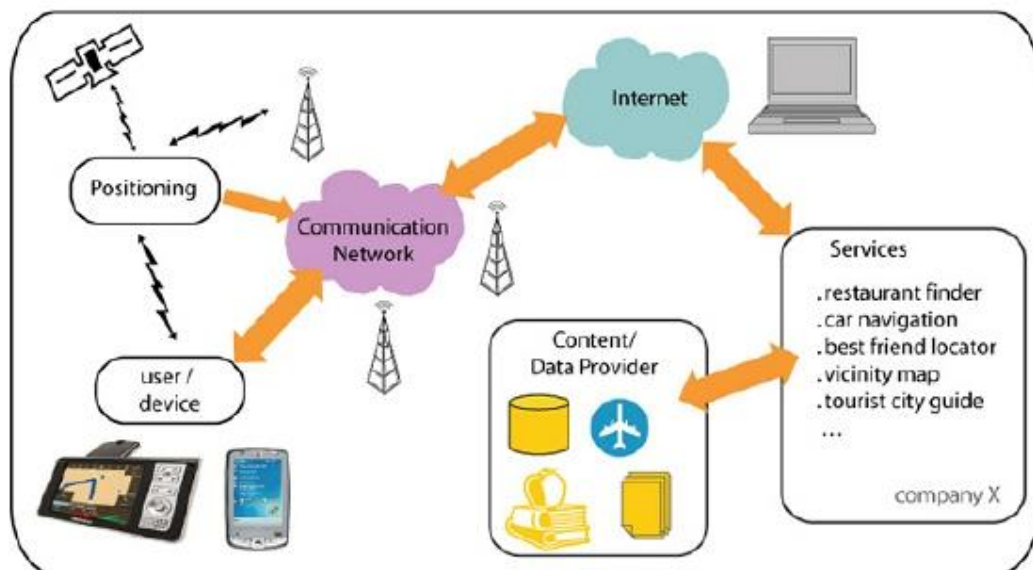 Internet
Positioning
Communication
Network
Services
.restaurant finder
.car navigation
.best friend locator
.vicinity map
.tourist city guide
...
company X
Content/
Data Provider
user /
device